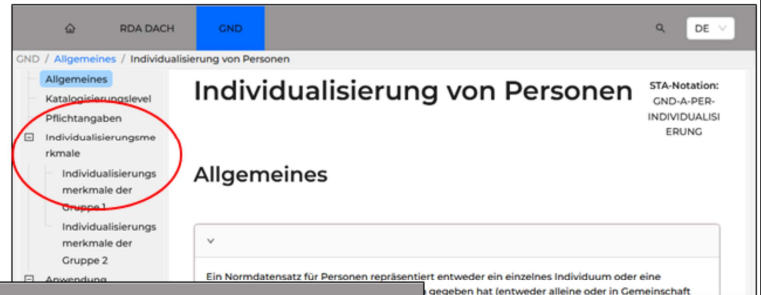 RDA DACH
GND
DE
GND / Allgemeines / Individualisierung von Personen
Allgemeines
Katalogisierungslevel
Pflichtangaben
Individualisierungsme
rkmale
Individualisierungs
merkmale der
Gruppe 1
Individualisierungs
merkmale der
Gruppe 2
Anwendung
Individualisierung von Personen
STA-Notation:
GND-A-PER-
INDIVIDUALISI
ERUNG
Allgemeines
Ein Normdatensatz für Personen repräsentiert entweder ein einzelnes Individuum oder eine
gegeben hat (entweder alleine oder in Gemeinschaft